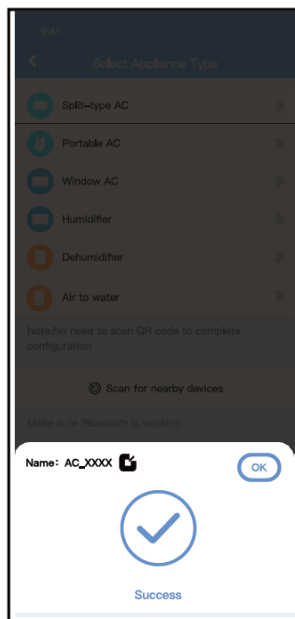 9:41
Select Appliance Type
Split-type AC
Portable AC
Window AC
Humidifier
Dehumidifier
Air to water
Note:No need to scan QR code to complete
configuration
Scan for nearby devices
Make sure Bluetooth is working
Name: AC_XXXX
OK
Success